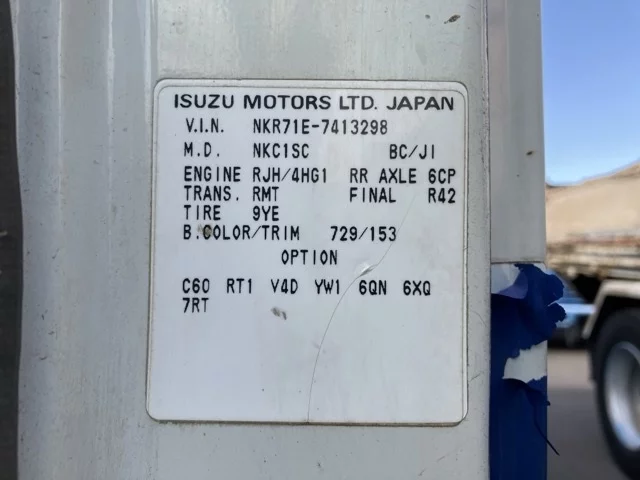 ISUZU MOTORS LTD. JAPAN
V.I.N. NKR71E-7413298
M.D. NKC1SC BC/JI
ENGINE RJH/4HG1 RR AXLE 6CP
TRANS. RMT FINAL R42
TIRE 9YE
B.COLOR/TRIM 729/153
OPTION
C60 RT1 V4D YW1 6QN 6XQ
7RT